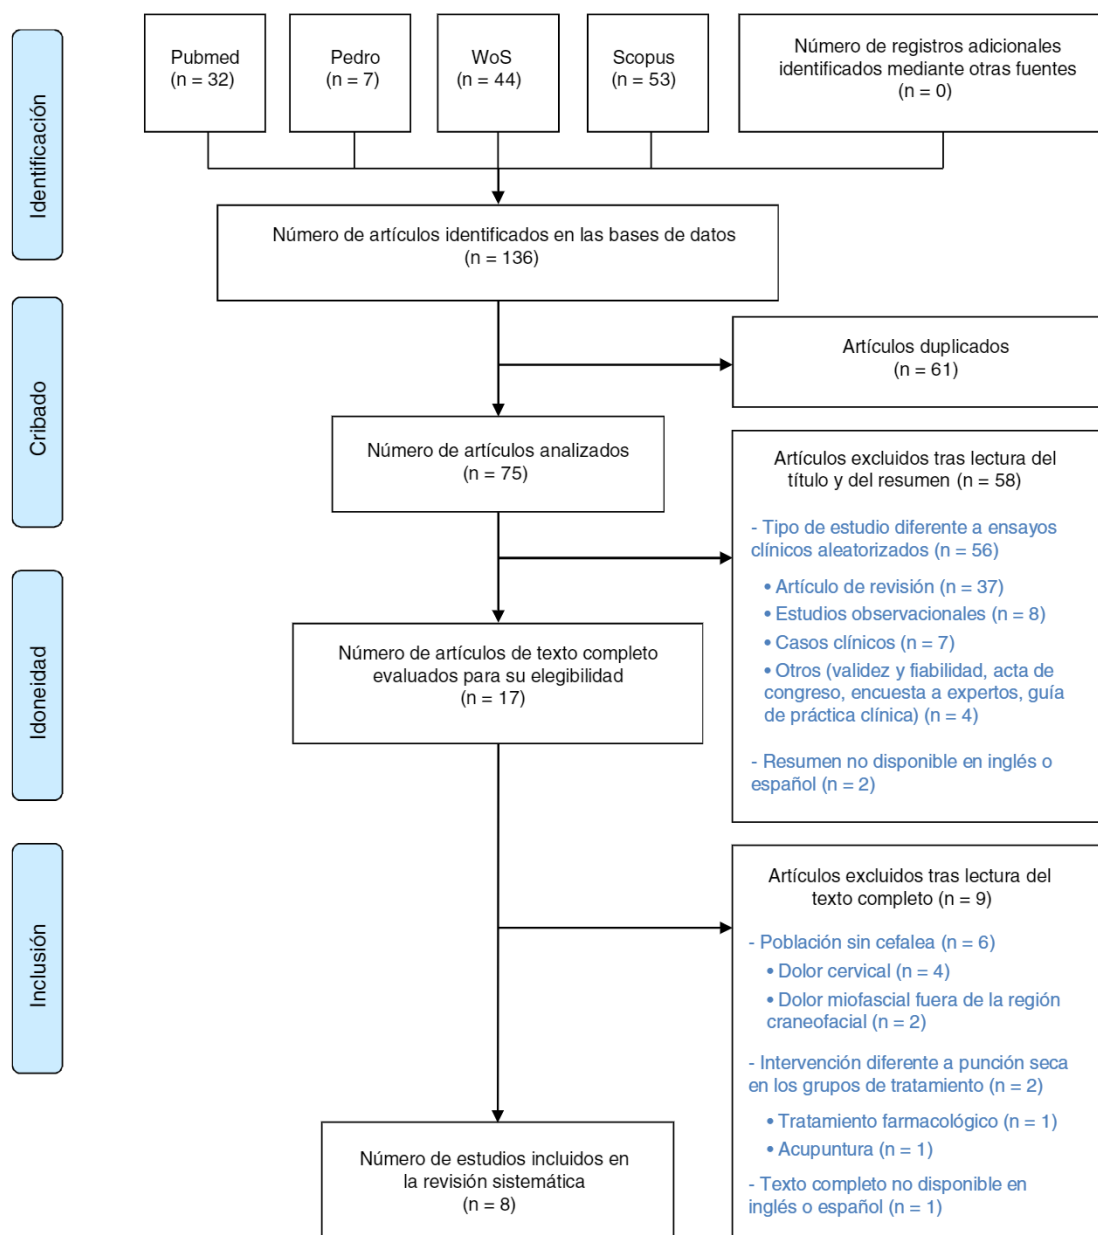 Identificación
Pubmed
(n = 32)
Pedro
(n = 7)
WoS
(n = 44)
Scopus
(n = 53)
Número de registros adicionales
identificados mediante otras fuentes
(n = 0)
Número de artículos identificados en las bases de datos
(n = 136)
Cribado
Artículos duplicados
(n = 61)
Número de artículos analizados
(n = 75)
Artículos excluidos tras lectura del
título y del resumen (n = 58)
- Tipo de estudio diferente a ensayos
clínicos aleatorizados (n = 56)
• Artículo de revisión (n = 37)
• Estudios observacionales (n = 8)
• Casos clínicos (n = 7)
• Otros (validez y fiabilidad, acta de
congreso, encuesta a expertos, guía
de práctica clínica) (n = 4)
- Resumen no disponible en inglés o
español (n = 2)
Idoneidad
Número de artículos de texto completo
evaluados para su elegibilidad
(n = 17)
Inclusión
Artículos excluidos tras lectura del
texto completo (n = 9)
- Población sin cefalea (n = 6)
• Dolor cervical (n = 4)
• Dolor miofascial fuera de la región
craneofacial (n = 2)
- Intervención diferente a punción seca
en los grupos de tratamiento (n = 2)
• Tratamiento farmacológico (n = 1)
• Acupuntura (n = 1)
- Texto completo no disponible en
inglés o español (n = 1)
Número de estudios incluidos en
la revisión sistemática
(n = 8)